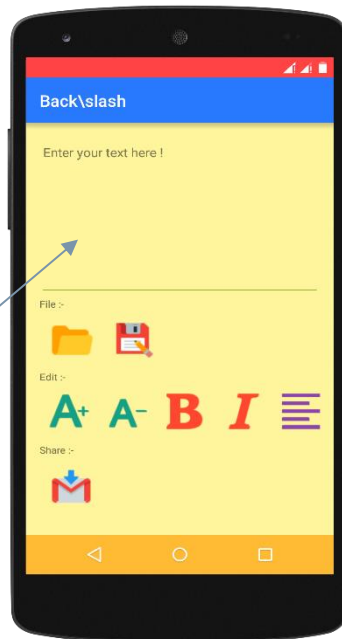 Back\slash
Enter your text here !
File :-
Edit :-
A+ A- B I
Share :-